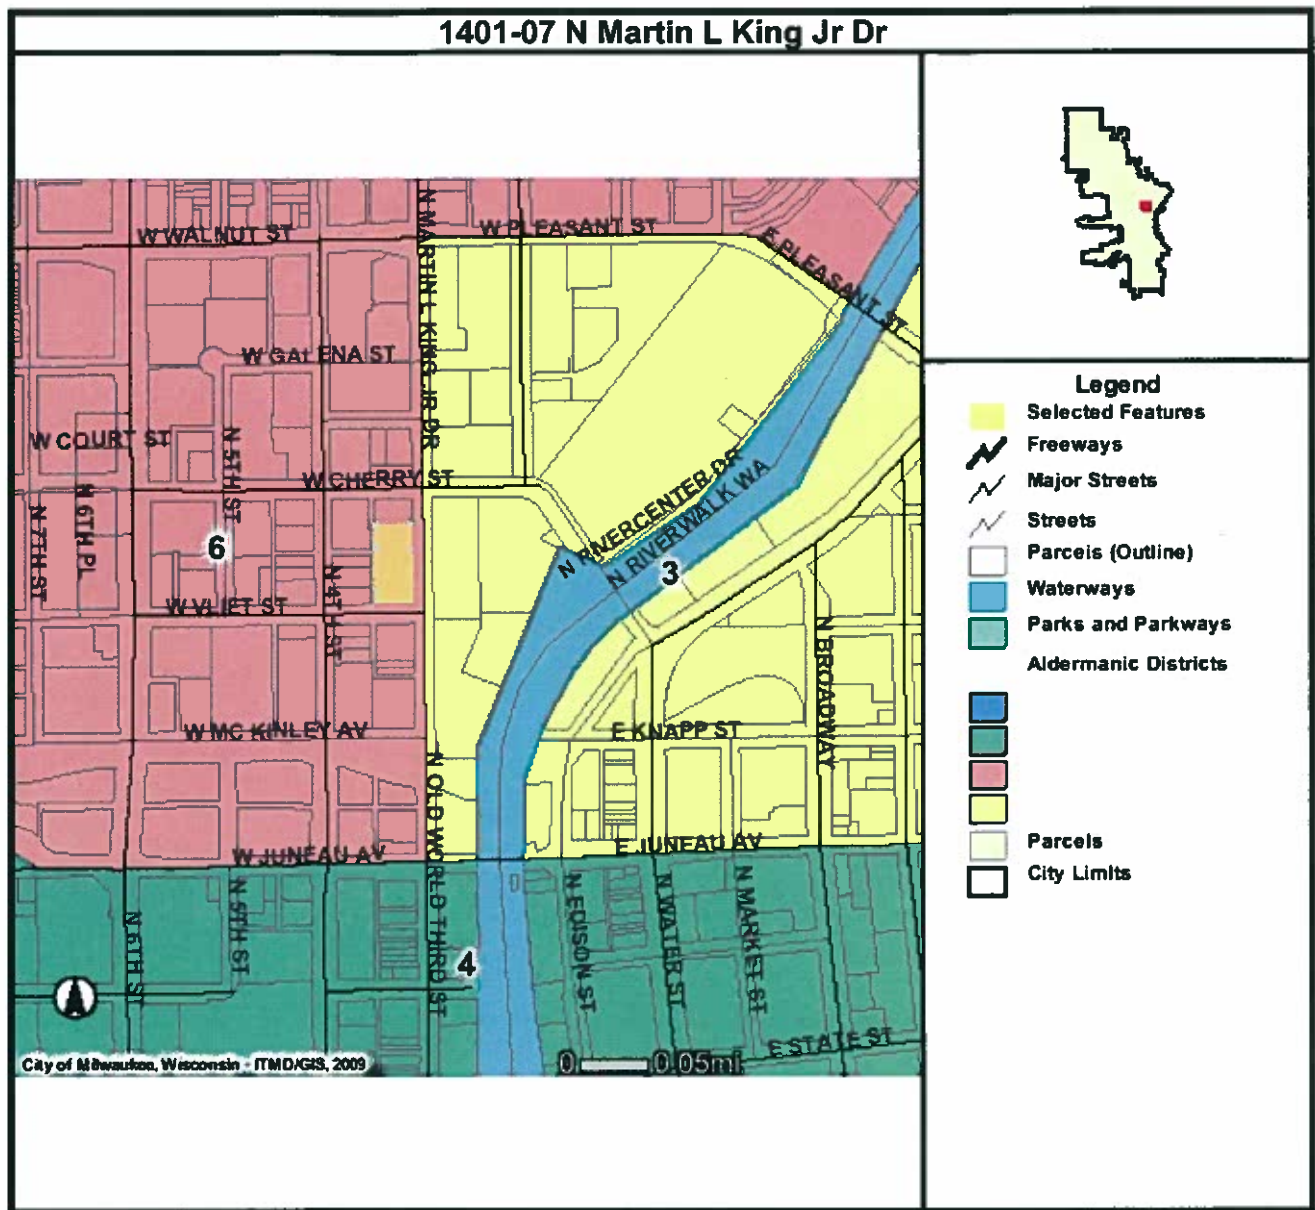 1401-07 N Martin L King Jr Dr
W WALNUT ST
N MARTIN L KING JR DR
W PLEASANT ST
E PLEASANT ST
W GALENA ST
W COURT ST
N 5TH ST
W CHERRY ST
N 7TH ST
N 6TH PL
6
N 4TH ST
W VLIET ST
N RIVERCENTER DR
N RIVERWALK WA
3
N BROADWAY
W MC KINLEY AV
E KNAPP ST
N OLD WORLD THIRD ST
W JUNEAU AV
E JUNEAU AV
N 6TH ST
N 5TH ST
4
N EDISON ST
N WATER ST
N MARKET ST
E STATE ST
City of Milwaukee, Wisconsin - ITMD/GIS, 2009
0 0.05mi
Legend
Selected Features
Freeways
Major Streets
Streets
Parcels (Outline)
Waterways
Parks and Parkways
Aldermanic Districts
Parcels
City Limits